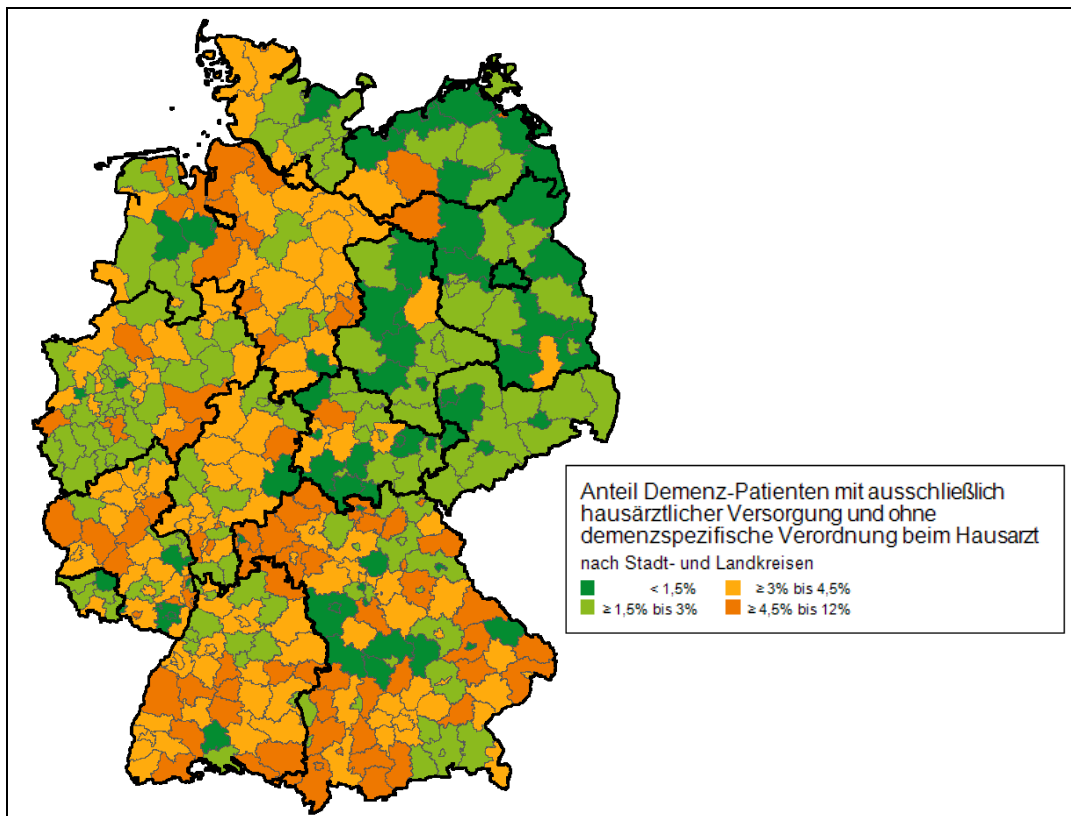 Anteil Demenz-Patienten mit ausschließlich
hausärztlicher Versorgung und ohne
demenzspezifische Verordnung beim Hausarzt
nach Stadt- und Landkreisen
< 1,5% ≥ 3% bis 4,5%
≥ 1,5% bis 3% ≥ 4,5% bis 12%